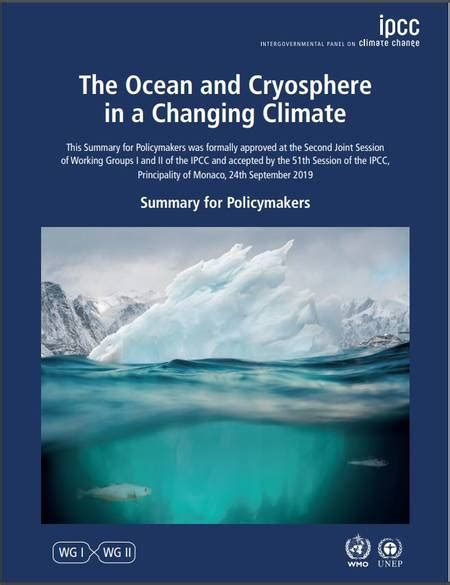 ipcc
INTERGOVERNMENTAL PANEL ON climate change
The Ocean and Cryosphere
in a Changing Climate
This Summary for Policymakers was formally approved at the Second Joint Session
of Working Groups I and II of the IPCC and accepted by the 51th Session of the IPCC,
Principality of Monaco, 24th September 2019
Summary for Policymakers
WG I WG II
WMO UNEP